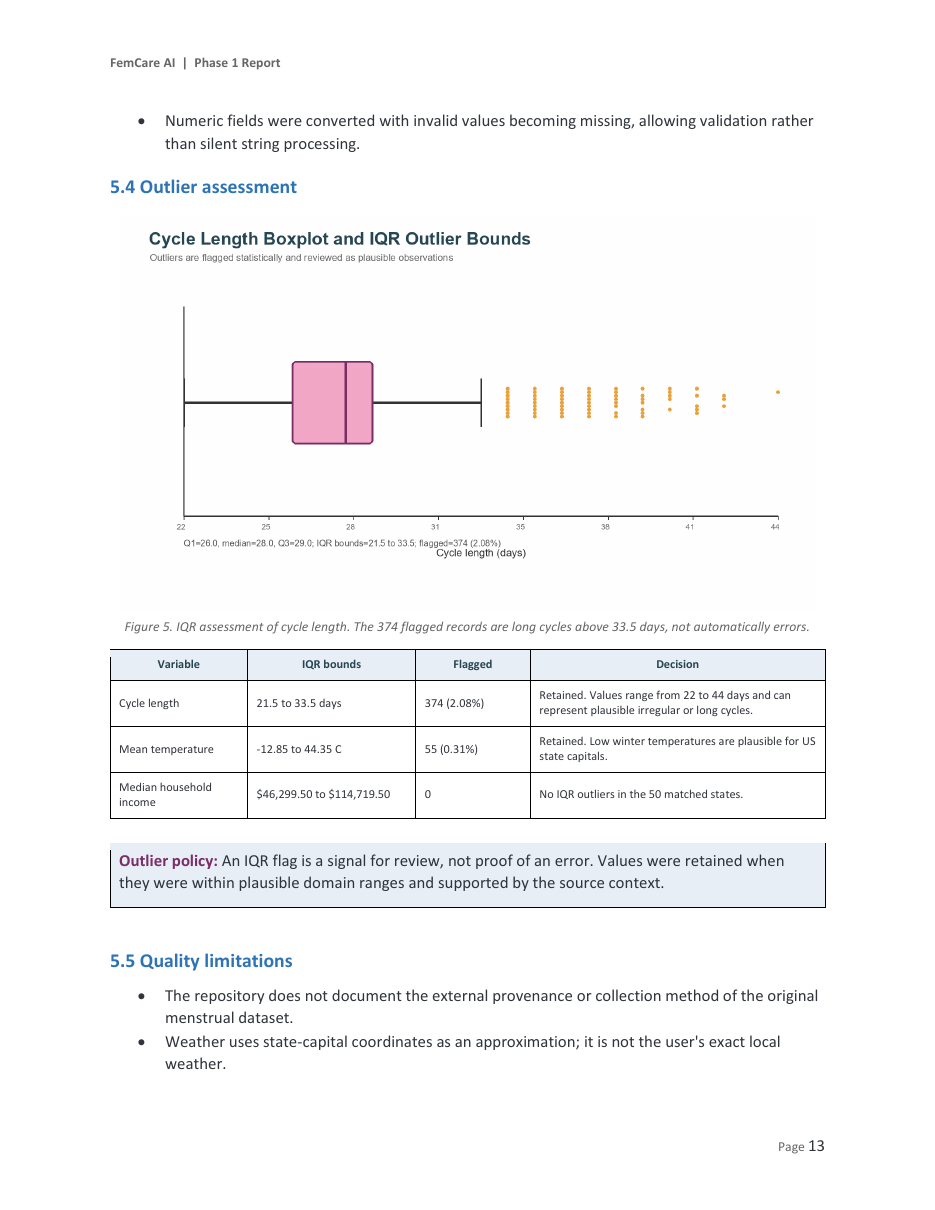 FemCare AI | Phase 1 Report
• Numeric fields were converted with invalid values becoming missing, allowing validation rather
than silent string processing.
5.4 Outlier assessment
Cycle Length Boxplot and IQR Outlier Bounds
Outliers are flagged statistically and reviewed as plausible observations
22 25 28 31 35 38 41 44
Q1=26.0, median=28.0, Q3=29.0; IQR bounds=21.5 to 33.5; flagged=374 (2.08%)
Cycle length (days)
Figure 5. IQR assessment of cycle length. The 374 flagged records are long cycles above 33.5 days, not automatically errors.
Variable IQR bounds Flagged Decision
Cycle length 21.5 to 33.5 days 374 (2.08%) Retained. Values range from 22 to 44 days and can
represent plausible irregular or long cycles.
Mean temperature -12.85 to 44.35 C 55 (0.31%) Retained. Low winter temperatures are plausible for US
state capitals.
Median household
income $46,299.50 to $114,719.50 0 No IQR outliers in the 50 matched states.
Outlier policy: An IQR flag is a signal for review, not proof of an error. Values were retained when
they were within plausible domain ranges and supported by the source context.
5.5 Quality limitations
• The repository does not document the external provenance or collection method of the original
menstrual dataset.
• Weather uses state-capital coordinates as an approximation; it is not the user's exact local
weather.
Page 13